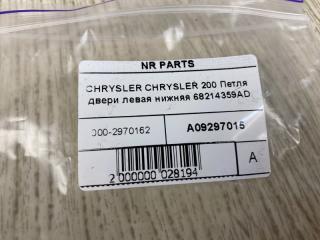 NR PARTS
CHRYSLER CHRYSLER 200 Петля
двери левая нижняя 68214359AD
000-2970162
A09297015
A
2 000000 028194